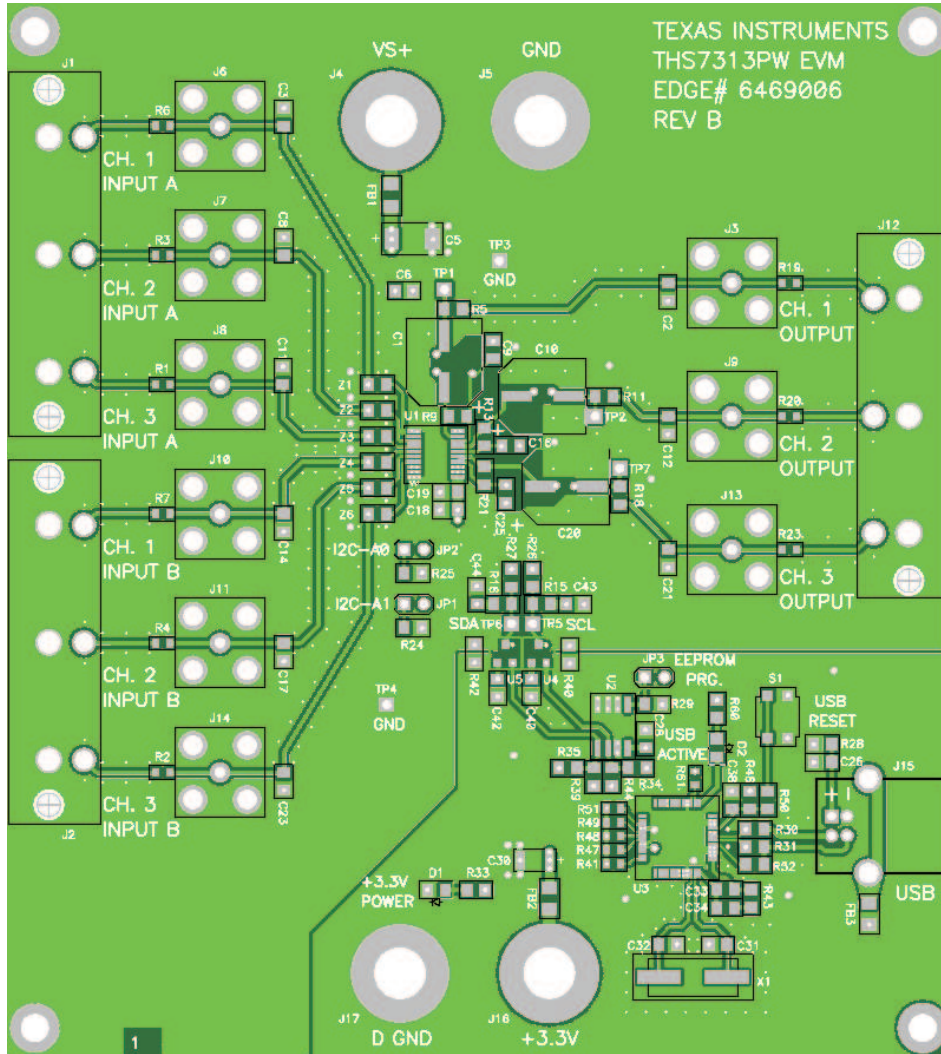 TEXAS INSTRUMENTS
THS7313PW EVM
EDGE# 6469006
REV B
VS+
GND
J4
J5
J1
J6
C3
R6
CH. 1
INPUT A
J7
C8
R3
CH. 2
INPUT A
J8
C11
R1
CH. 3
INPUT A
J10
R7
C14
CH. 1
INPUT B
J11
R4
C17
CH. 2
INPUT B
J14
R2
C23
CH. 3
INPUT B
J2
FB1
+
C5
TP3
GND
C6
TP1
R5
C1
C9
C10
R11
TP2
Z1
Z2
Z3
Z4
Z5
Z6
U1
R9
+
R13
+
C16
C19
C18
R21
C25
+
C20
TP7
R18
J3
R19
C2
CH. 1
OUTPUT
J12
J9
R20
C12
CH. 2
OUTPUT
J13
R23
C21
CH. 3
OUTPUT
I2C-A0
JP2
R25
I2C-A1
JP1
R24
TP4
GND
R27
R26
C44
R16
R15
C43
SDA
TP6
TP5
SCL
R42
U5
U4
R40
C42
C40
JP3
EEPROM
PRG.
U2
R29
C28
USB
ACTIVE
R60
D2
S1
USB
RESET
R28
C26
J15
R35
R34
R39
R44
R61
C38
R46
R50
R51
R49
R48
R47
R41
U3
R30
R31
R52
+ -
USB
FB3
C33
C34
R43
C32
C31
X1
C30
+
FB2
+3.3V
POWER
D1
R33
J17
D GND
J16
+3.3V
1